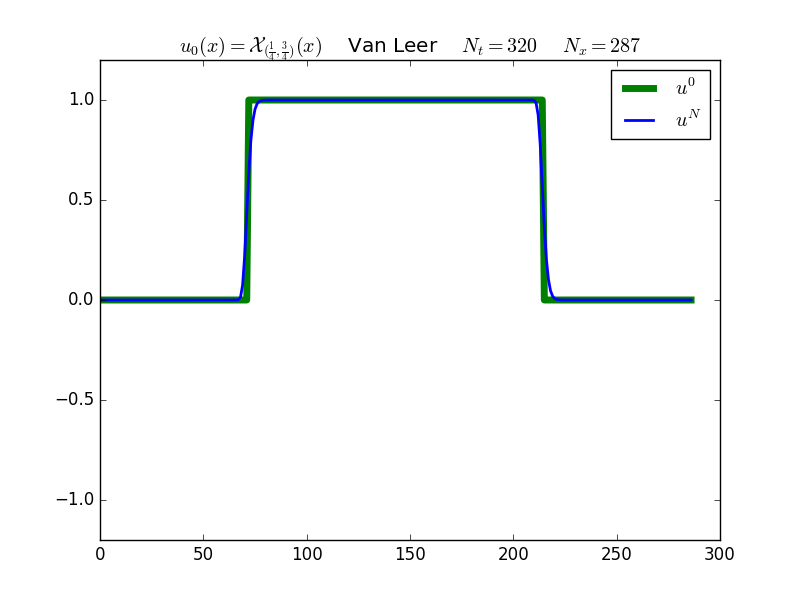 u_0(x) = 𝒳_{(1/4, 3/4)}(x) Van Leer N_t = 320 N_x = 287
u^0
u^N
1.0
0.5
0.0
−0.5
−1.0
0 50 100 150 200 250 300